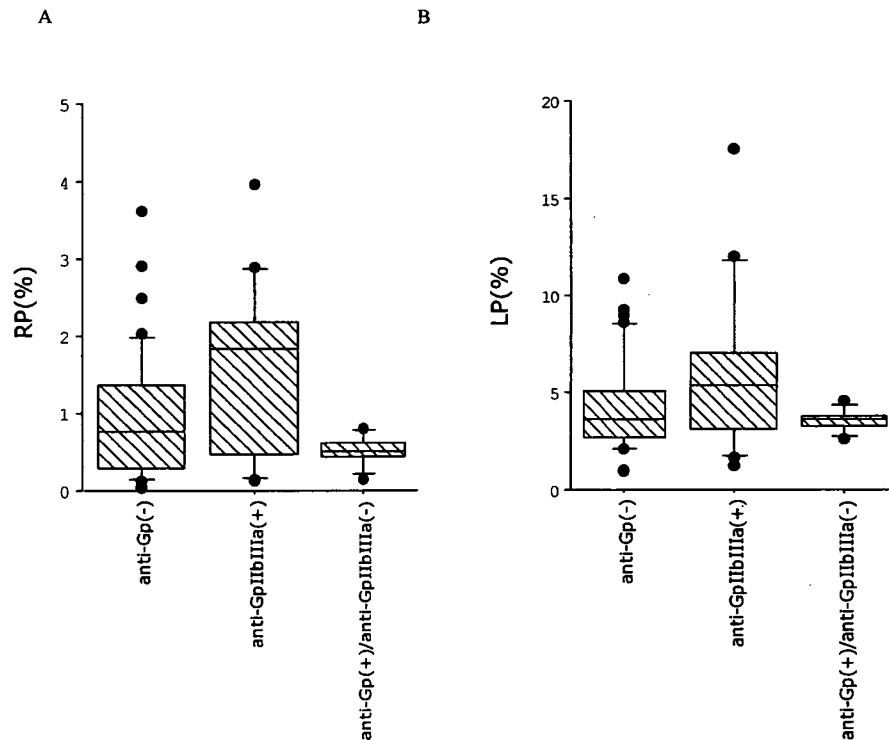 A
B
RP(%)
5
4
3
2
1
0
anti-Gp(-)
anti-GpIIbIIIa(+)
anti-Gp(+)/anti-GpIIbIIIa(-)
LP(%)
20
15
10
5
0
anti-Gp(-)
anti-GpIIbIIIa(+)
anti-Gp(+)/anti-GpIIbIIIa(-)